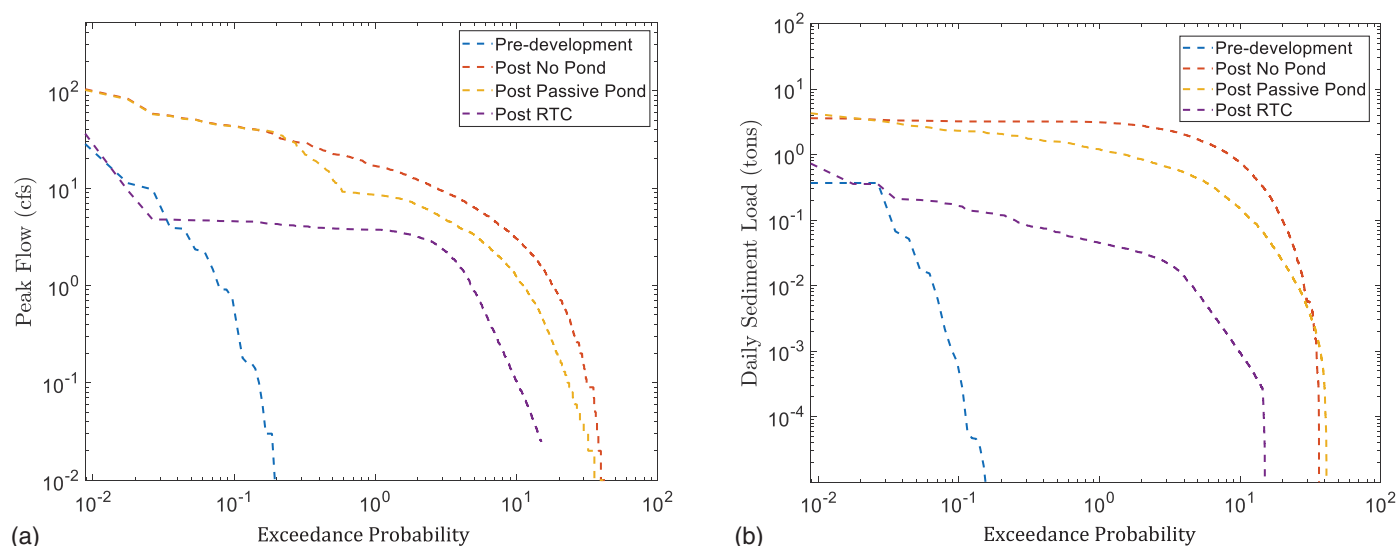 Pre-development
Post No Pond
Post Passive Pond
Post RTC
10^2
10^1
10^0
10^-1
10^-2
Peak Flow (cfs)
10^-2
10^-1
10^0
10^1
10^2
Exceedance Probability
(a)
Pre-development
Post No Pond
Post Passive Pond
Post RTC
10^2
10^1
10^0
10^-1
10^-2
10^-3
10^-4
Daily Sediment Load (tons)
10^-2
10^-1
10^0
10^1
10^2
Exceedance Probability
(b)